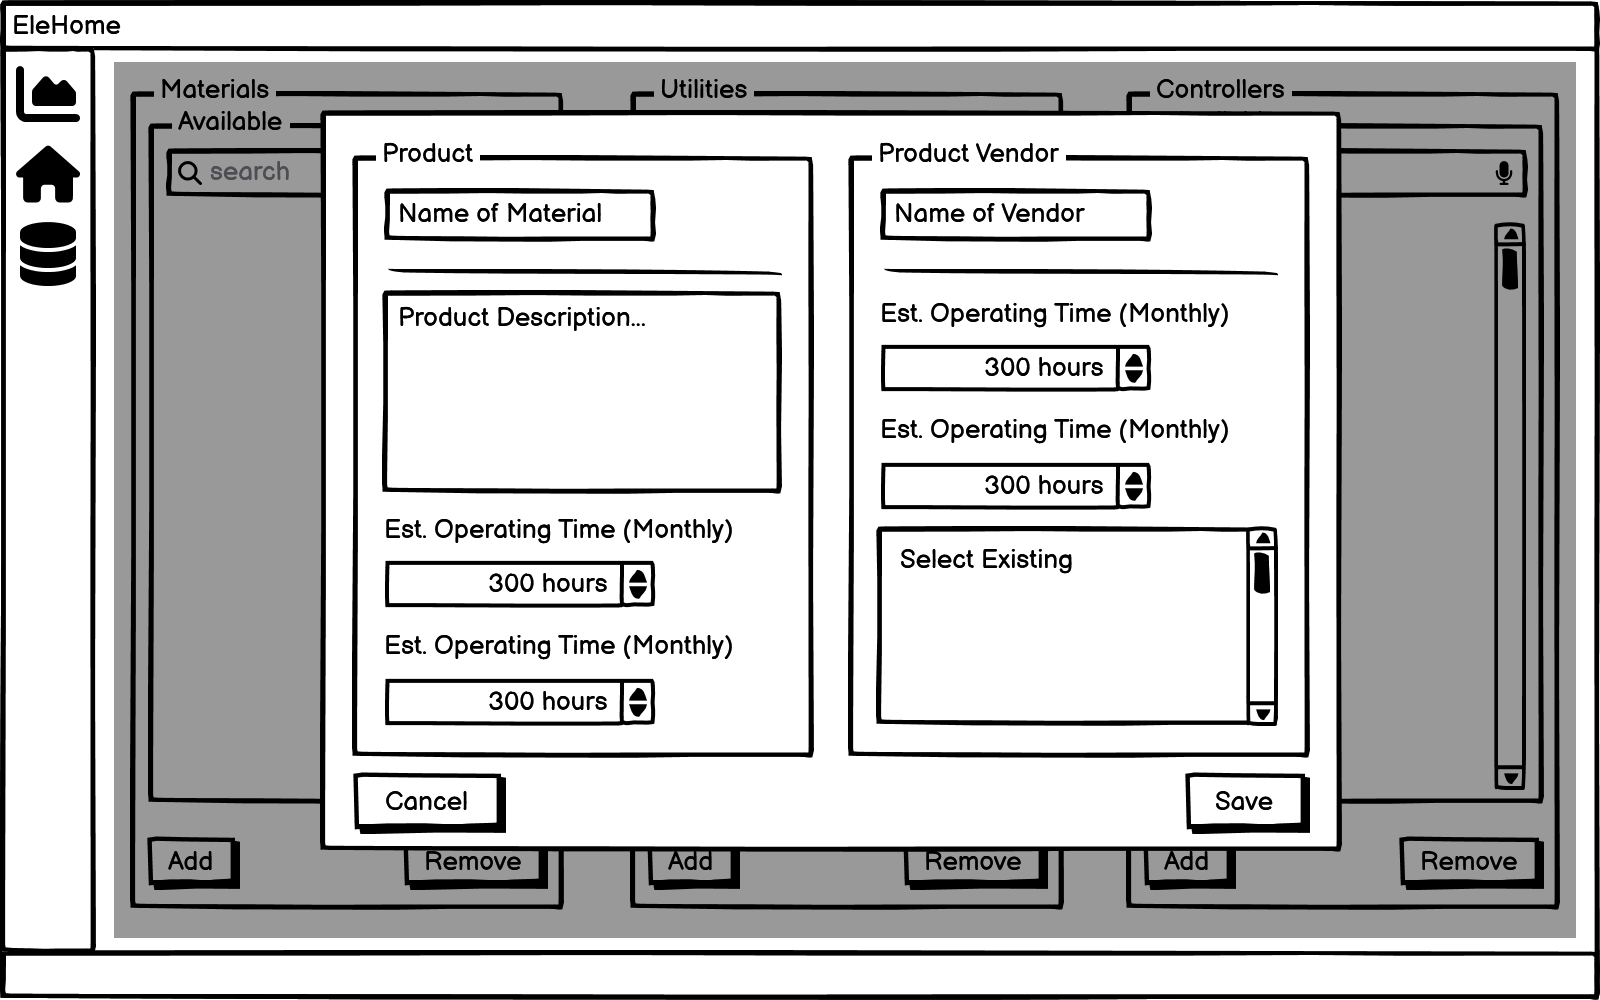 EleHome
Materials
Utilities
Controllers
Available
search
Product
Name of Material
Product Description...
Est. Operating Time (Monthly)
300 hours
Est. Operating Time (Monthly)
300 hours
Product Vendor
Name of Vendor
Est. Operating Time (Monthly)
300 hours
Est. Operating Time (Monthly)
300 hours
Select Existing
Cancel
Save
Add
Remove
Add
Remove
Add
Remove